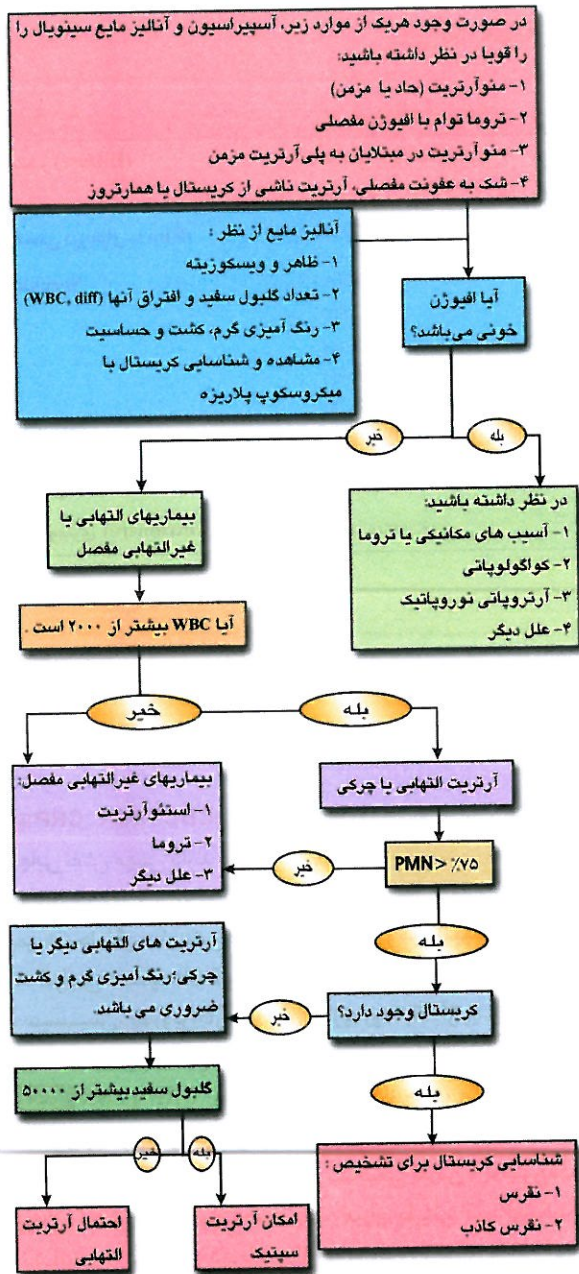 در صورت وجود هریک از موارد زیر، آسپیراسیون و آنالیز مایع سینویال را
را قویا در نظر داشته باشید:
۱- منوآرتریت (حاد یا مزمن)
۲- تروما توام با افیوژن مفصلی
۳- منوآرتریت در مبتلایان به پلی‌آرتریت مزمن
۴- شک به عفونت مفصلی، آرتریت ناشی از کریستال یا همارتروز
آنالیز مایع از نظر :
۱- ظاهر و ویسکوزیته
۲- تعداد گلبول سفید و افتراق آنها (WBC, diff)
۳- رنگ آمیزی گرم، کشت و حساسیت
۴- مشاهده و شناسایی کریستال با
میکروسکوپ پلاریزه
آیا افیوژن
خونی می‌باشد؟
بله
خیر
در نظر داشته باشید:
۱- آسیب های مکانیکی یا تروما
۲- کواگولوپاتی
۳- آرتروپاتی نوروپاتیک
۴- علل دیگر
بیماریهای التهابی یا
غیرالتهابی مفصل
آیا WBC بیشتر از ۲۰۰۰ است .
بله
خیر
آرتریت التهابی یا چرکی
بیماریهای غیرالتهابی مفصل:
۱- استئوآرتریت
۲- تروما
۳- علل دیگر
PMN> %۷۵
خیر
بله
کریستال وجود دارد؟
خیر
آرتریت های التهابی دیگر یا
چرکی؛رنگ آمیزی گرم و کشت
ضروری می باشد.
بله
گلبول سفید بیشتر از ۵۰۰۰۰
بله
خیر
شناسایی کریستال برای تشخیص :
۱- نقرس
۲- نقرس کاذب
امکان آرتریت
سپتیک
احتمال آرتریت
التهابی